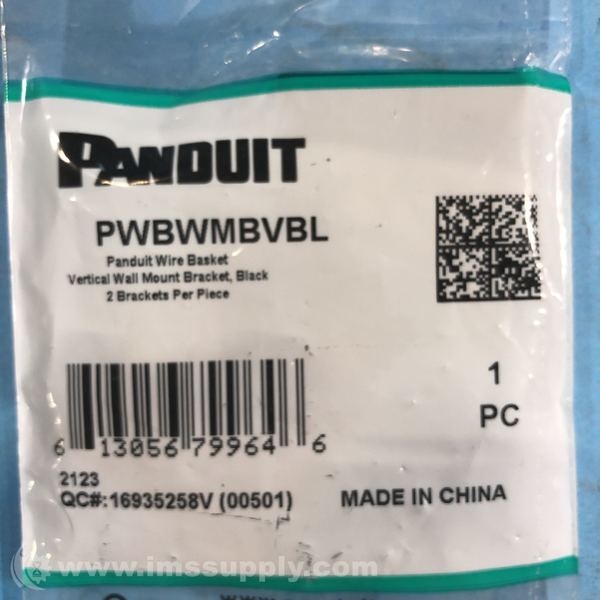 PANDUIT
PWBWMBVBL
Panduit Wire Basket
Vertical Wall Mount Bracket, Black
2 Brackets Per Piece
1
PC
6 13056 79964 6
2123
QC#:16935258V (00501)
MADE IN CHINA
www.imssupply.com